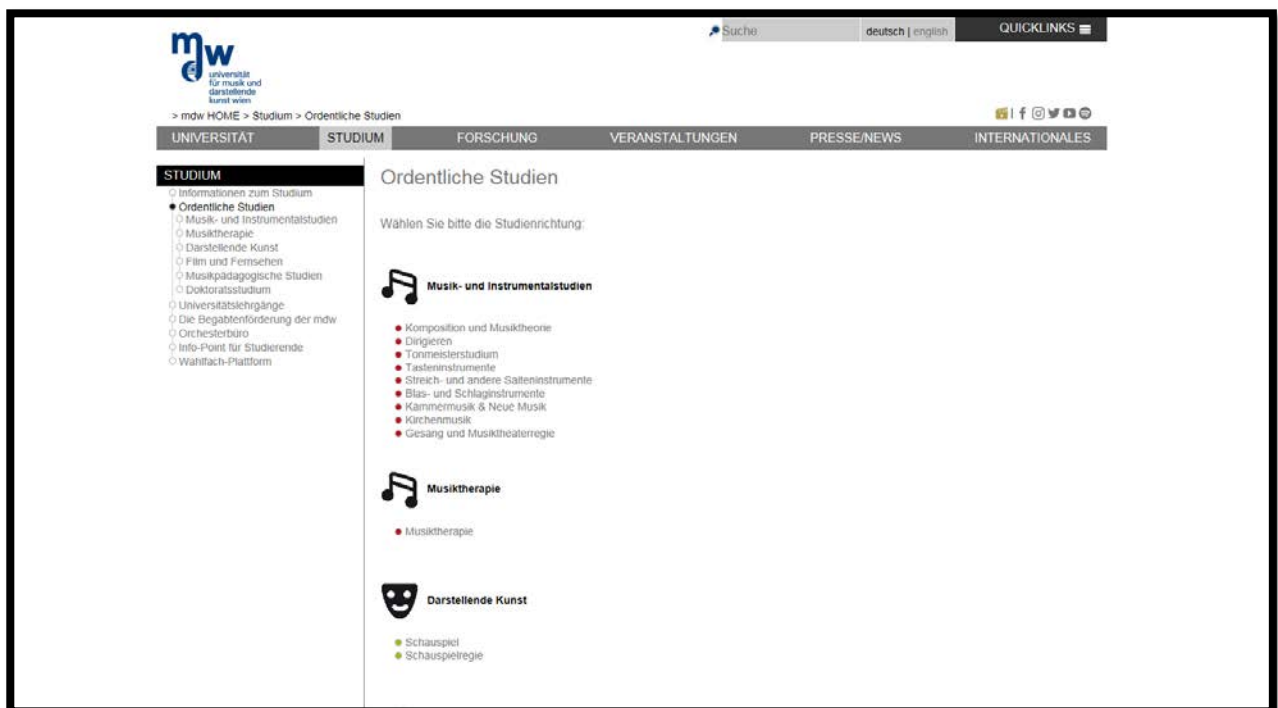 mdw
universität
für musik und
darstellende
kunst wien
Suche
deutsch | english
QUICKLINKS
> mdw HOME > Studium > Ordentliche Studien
UNIVERSITÄT STUDIUM FORSCHUNG VERANSTALTUNGEN PRESSE/NEWS INTERNATIONALES
STUDIUM
Informationen zum Studium
Ordentliche Studien
Musik- und Instrumentalstudien
Musiktherapie
Darstellende Kunst
Film und Fernsehen
Musikpädagogische Studien
Doktoratsstudium
Universitätslehrgänge
Die Begabtenförderung der mdw
Orchesterbüro
Info-Point für Studierende
Wahlfach-Plattform
Ordentliche Studien
Wählen Sie bitte die Studienrichtung:
Musik- und Instrumentalstudien
Komposition und Musiktheorie
Dirigieren
Tonmeisterstudium
Tasteninstrumente
Streich- und andere Saiteninstrumente
Blas- und Schlaginstrumente
Kammermusik & Neue Musik
Kirchenmusik
Gesang und Musiktheaterregie
Musiktherapie
Musiktherapie
Darstellende Kunst
Schauspiel
Schauspielregie